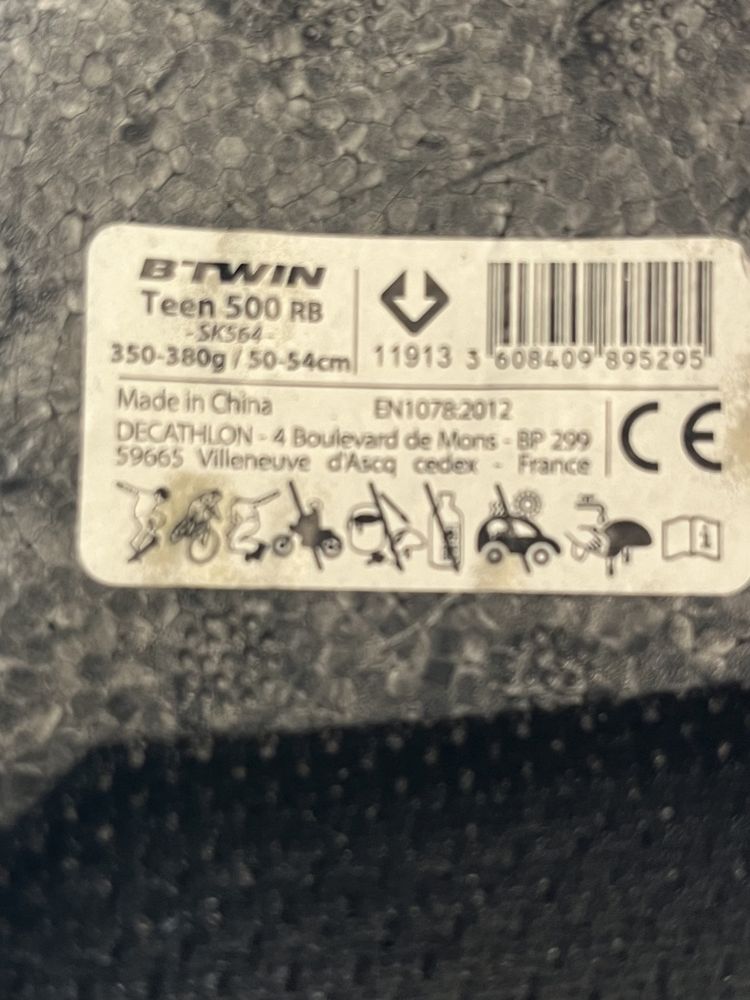 B'TWIN
Teen 500 RB
- SK564 -
350-380g / 50-54cm
11913
3 608409 895295
Made in China EN1078:2012
DECATHLON - 4 Boulevard de Mons - BP 299
59665 Villeneuve d'Ascq cedex - France
CE
i